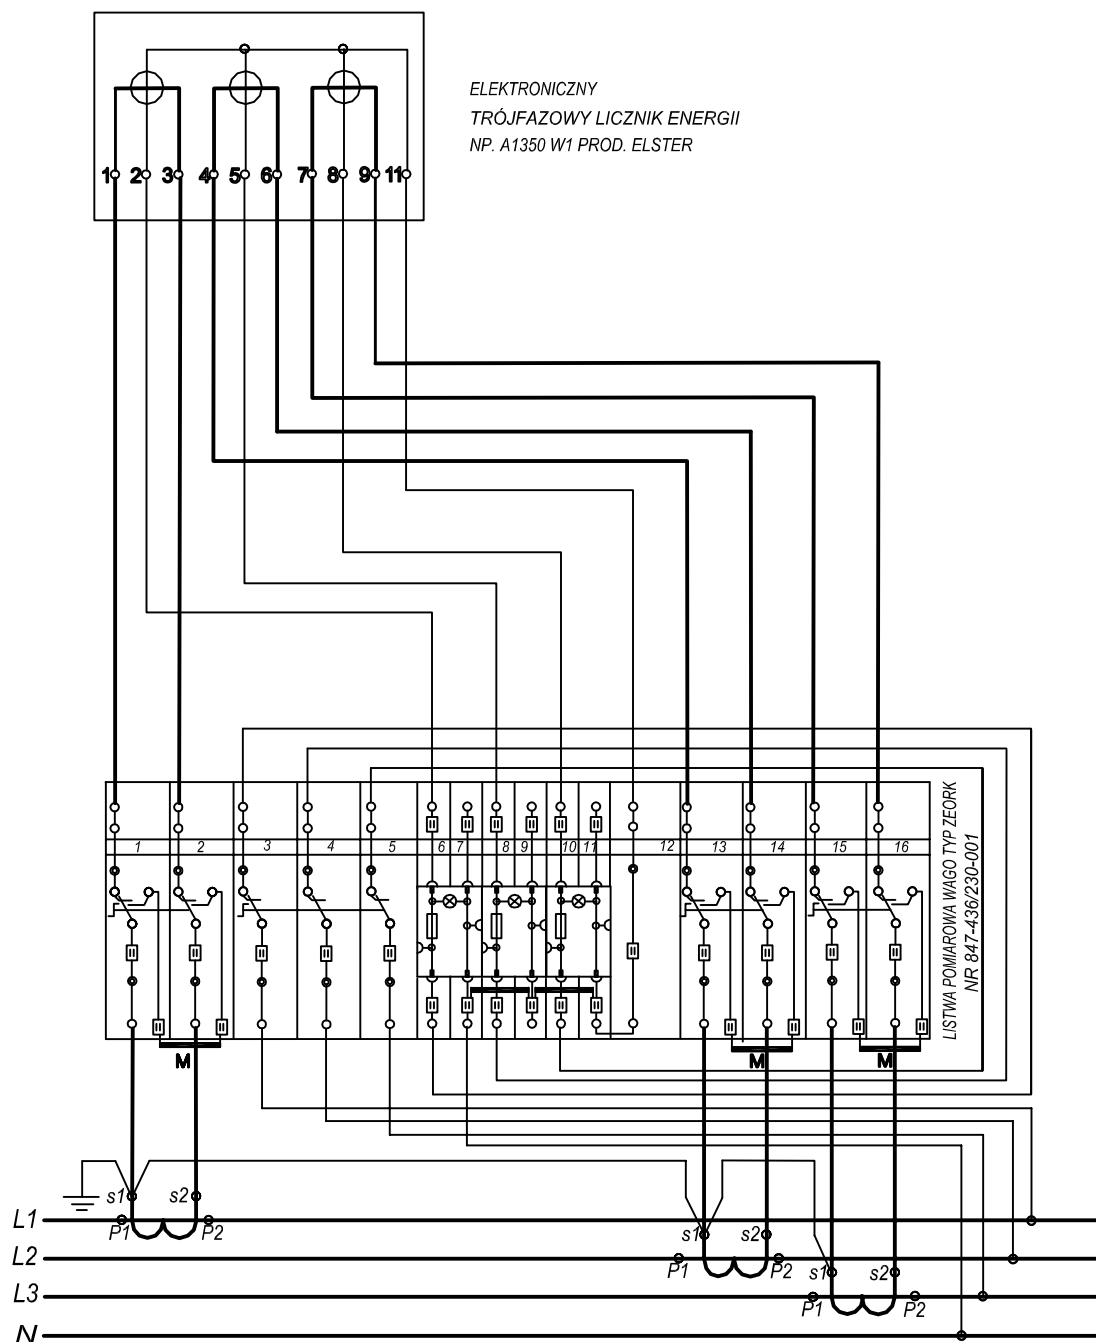 ELEKTRONICZNY
TRÓJFAZOWY LICZNIK ENERGII
NP. A1350 W1 PROD. ELSTER
1 2 3 4 5 6 7 8 9 11
1 2 3 4 5 6 7 8 9 10 11 12 13 14 15 16
LISTWA POMIAROWA WAGO TYP ZEORK
NR 847-436/230-001
M M M
s1 s2
L1 P1 P2
s1 s2
L2 P1 P2 s1 s2
L3 P1 P2
N